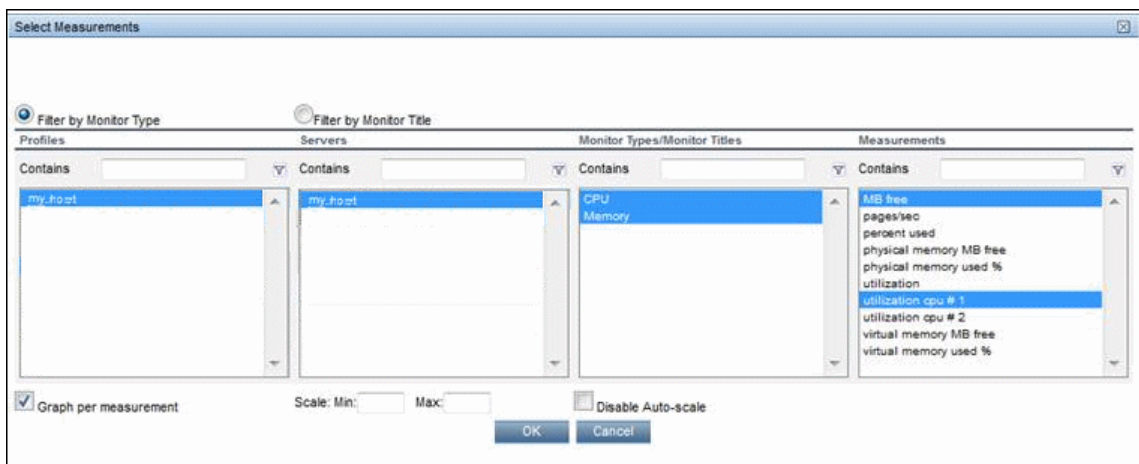 Select Measurements
Filter by Monitor Type
Filter by Monitor Title
Profiles
Servers
Monitor Types/Monitor Titles
Measurements
Contains
Contains
Contains
Contains
my_host
my_host
CPU
Memory
MB free
pages/sec
percent used
physical memory MB free
physical memory used %
utilization
utilization cpu # 1
utilization cpu # 2
virtual memory MB free
virtual memory used %
Graph per measurement
Scale: Min:
Max:
Disable Auto-scale
OK
Cancel